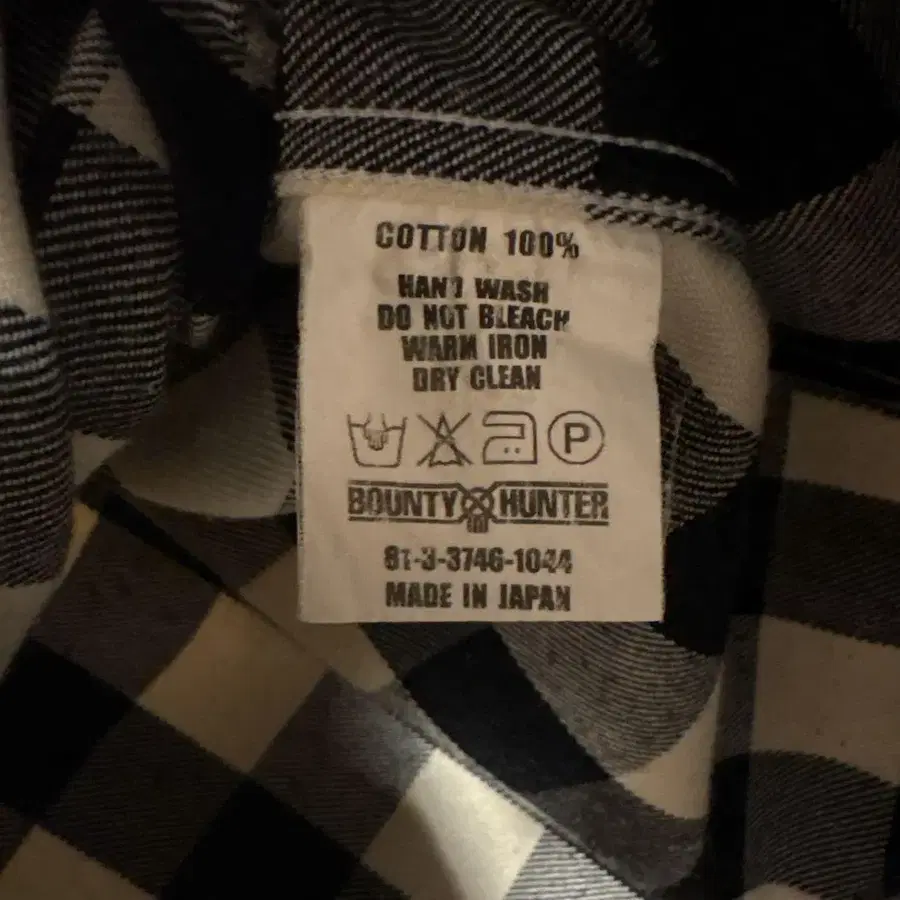 COTTON 100%
HAND WASH
DO NOT BLEACH
WARM IRON
DRY CLEAN
P
BOUNTY HUNTER
81-3-3746-1044
MADE IN JAPAN